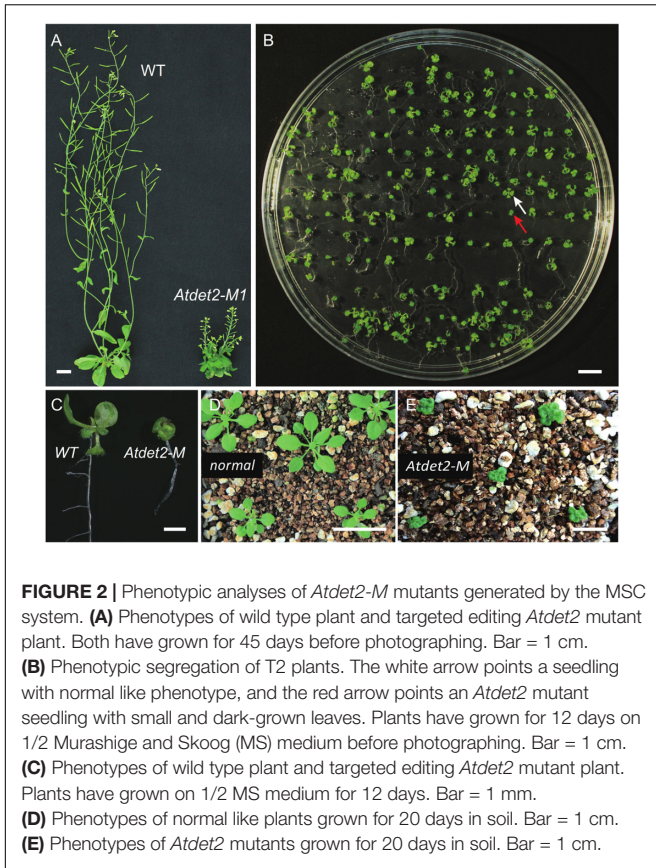 A
WT
Atdet2-M1
B
C
WT
Atdet2-M
D
normal
E
Atdet2-M
FIGURE 2 | Phenotypic analyses of Atdet2-M mutants generated by the MSC
system. (A) Phenotypes of wild type plant and targeted editing Atdet2 mutant
plant. Both have grown for 45 days before photographing. Bar = 1 cm.
(B) Phenotypic segregation of T2 plants. The white arrow points a seedling
with normal like phenotype, and the red arrow points an Atdet2 mutant
seedling with small and dark-grown leaves. Plants have grown for 12 days on
1/2 Murashige and Skoog (MS) medium before photographing. Bar = 1 cm.
(C) Phenotypes of wild type plant and targeted editing Atdet2 mutant plant.
Plants have grown on 1/2 MS medium for 12 days. Bar = 1 mm.
(D) Phenotypes of normal like plants grown for 20 days in soil. Bar = 1 cm.
(E) Phenotypes of Atdet2 mutants grown for 20 days in soil. Bar = 1 cm.